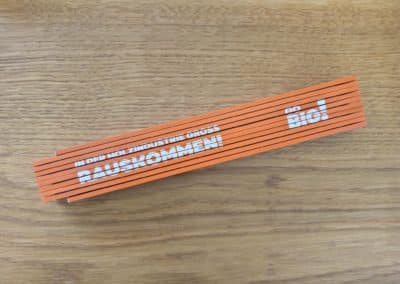 IN DER HOLZINDUSTRIE GROSS
RAUSKOMMEN!
GO
BIG!